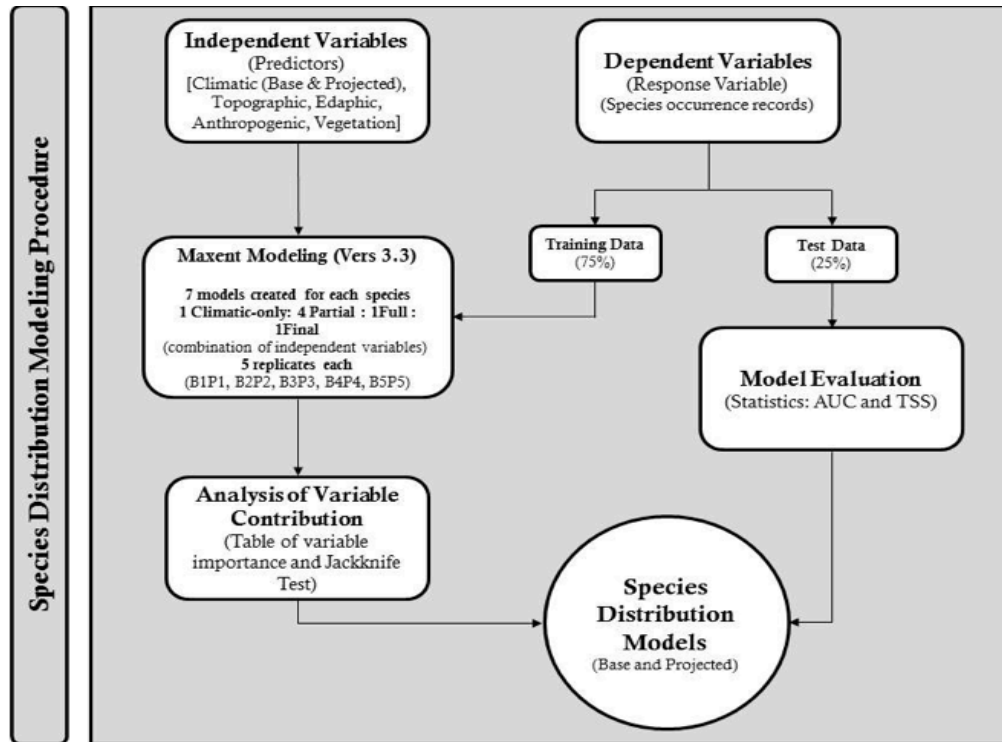 Species Distribution Modeling Procedure
Independent Variables
(Predictors)
[Climatic (Base & Projected),
Topographic, Edaphic,
Anthropogenic, Vegetation]
Dependent Variables
(Response Variable)
(Species occurrence records)
Training Data
(75%)
Test Data
(25%)
Maxent Modeling (Vers 3.3)
7 models created for each species
1 Climatic-only: 4 Partial : 1Full :
1Final
(combination of independent variables)
5 replicates each
(B1P1, B2P2, B3P3, B4P4, B5P5)
Model Evaluation
(Statistics: AUC and TSS)
Analysis of Variable
Contribution
(Table of variable
importance and Jackknife
Test)
Species
Distribution
Models
(Base and Projected)